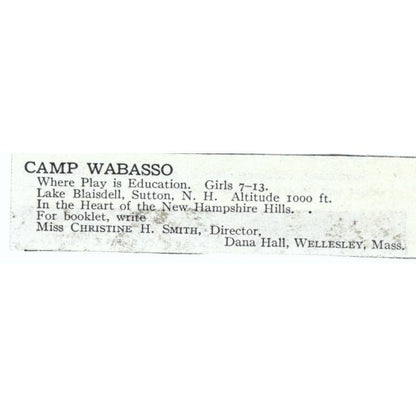 CAMP WABASSO
Where Play is Education. Girls 7–13.
Lake Blaisdell, Sutton, N. H. Altitude 1000 ft.
In the Heart of the New Hampshire Hills.
For booklet, write
Miss CHRISTINE H. SMITH, Director,
Dana Hall, WELLESLEY, Mass.